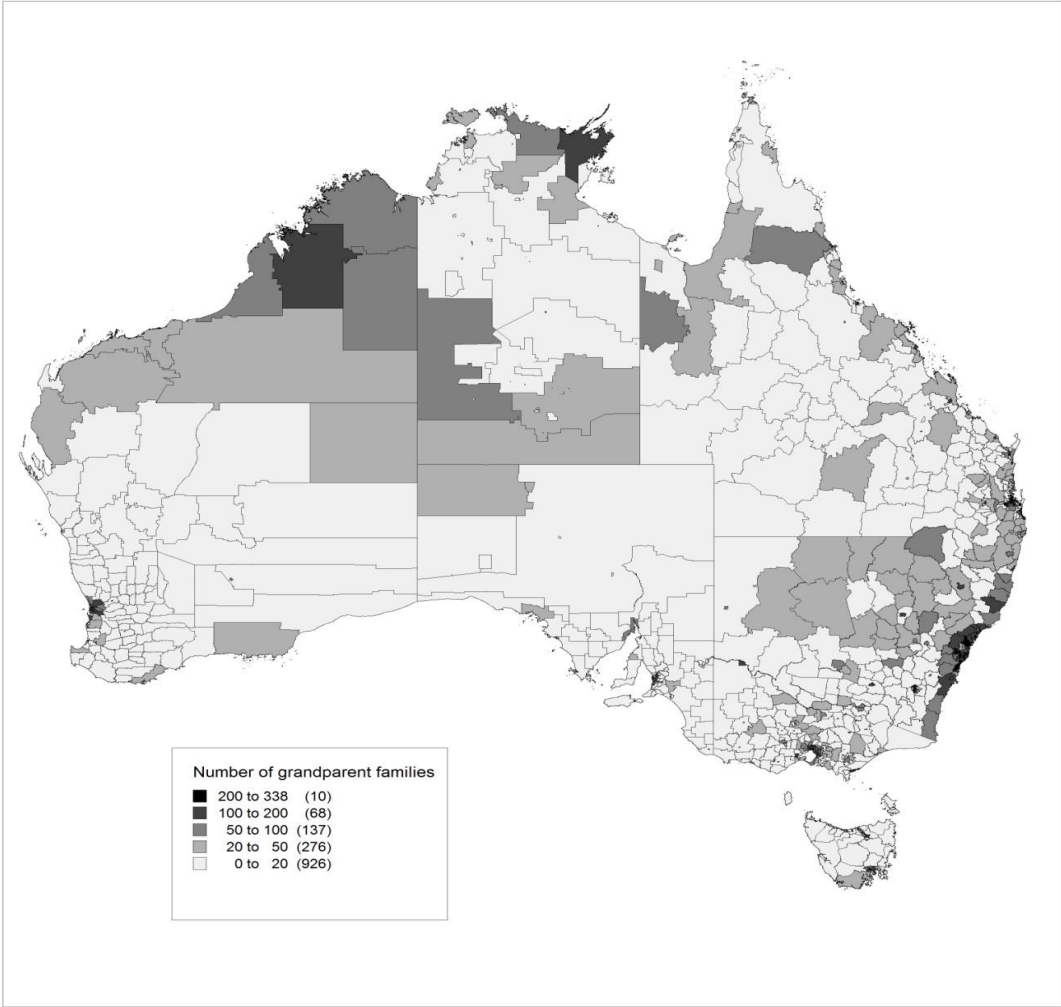 Number of grandparent families
200 to 338 (10)
100 to 200 (68)
50 to 100 (137)
20 to 50 (276)
0 to 20 (926)